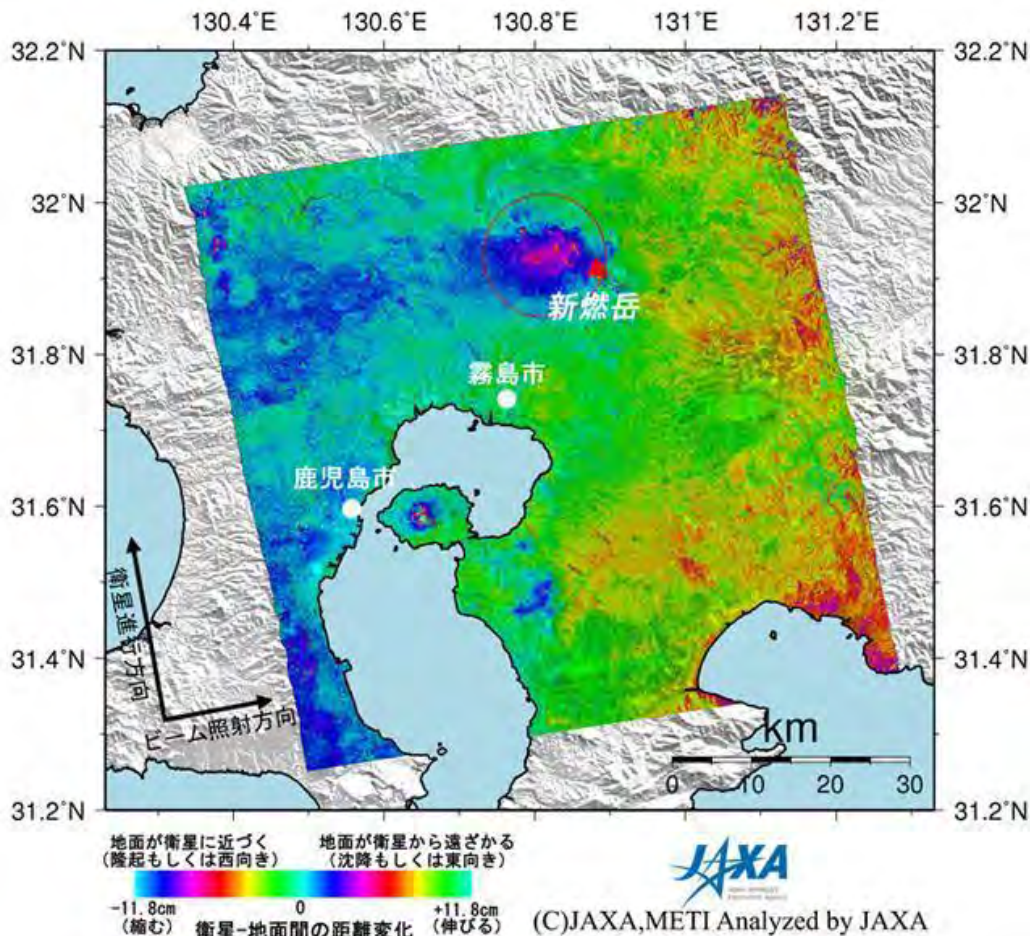 130.4˚E 130.6˚E 130.8˚E 131˚E 131.2˚E
32.2˚N 32.2˚N
32˚N 32˚N
新燃岳
31.8˚N 31.8˚N
霧島市
鹿児島市
31.6˚N 31.6˚N
衛星進行方向
31.4˚N 31.4˚N
ビーム照射方向
km
0 10 20 30
31.2˚N 31.2˚N
地面が衛星に近づく 地面が衛星から遠ざかる
(隆起もしくは西向き) (沈降もしくは東向き)
JAXA
-11.8cm 0 +11.8cm
(縮む) 衛星-地面間の距離変化 (伸びる)
(C)JAXA,METI Analyzed by JAXA